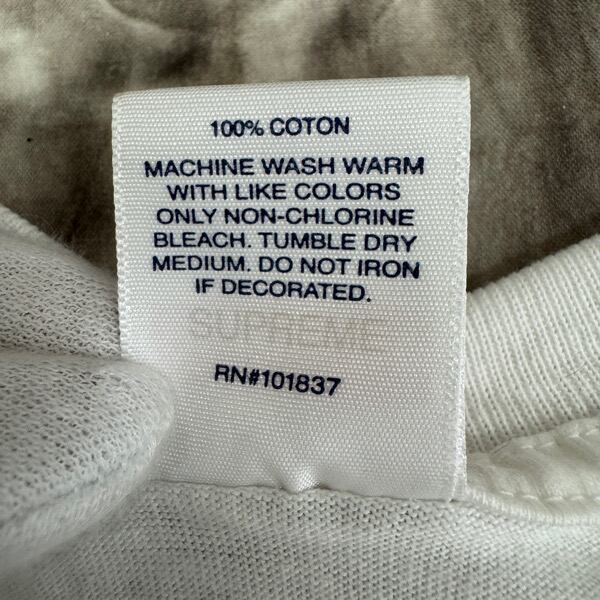 100% COTON
MACHINE WASH WARM
WITH LIKE COLORS
ONLY NON-CHLORINE
BLEACH. TUMBLE DRY
MEDIUM. DO NOT IRON
IF DECORATED.
SUPREME
RN#101837